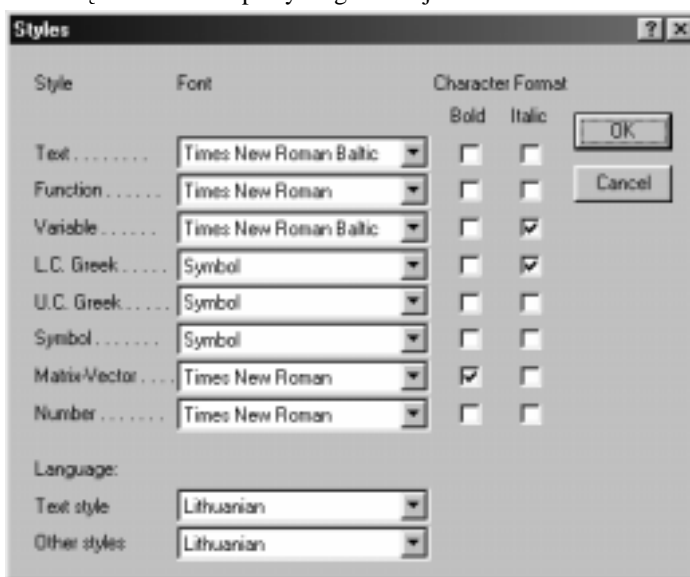 Styles
Style Font Character Format
Bold Italic
OK
Text . . . . . . . . Times New Roman Baltic
Function . . . . . . Times New Roman
Cancel
Variable . . . . . . Times New Roman Baltic
L.C. Greek . . . . . Symbol
U.C. Greek . . . . . Symbol
Symbol . . . . . . . Symbol
Matrix-Vector . . . . Times New Roman
Number . . . . . . . Times New Roman
Language:
Text style Lithuanian
Other styles Lithuanian